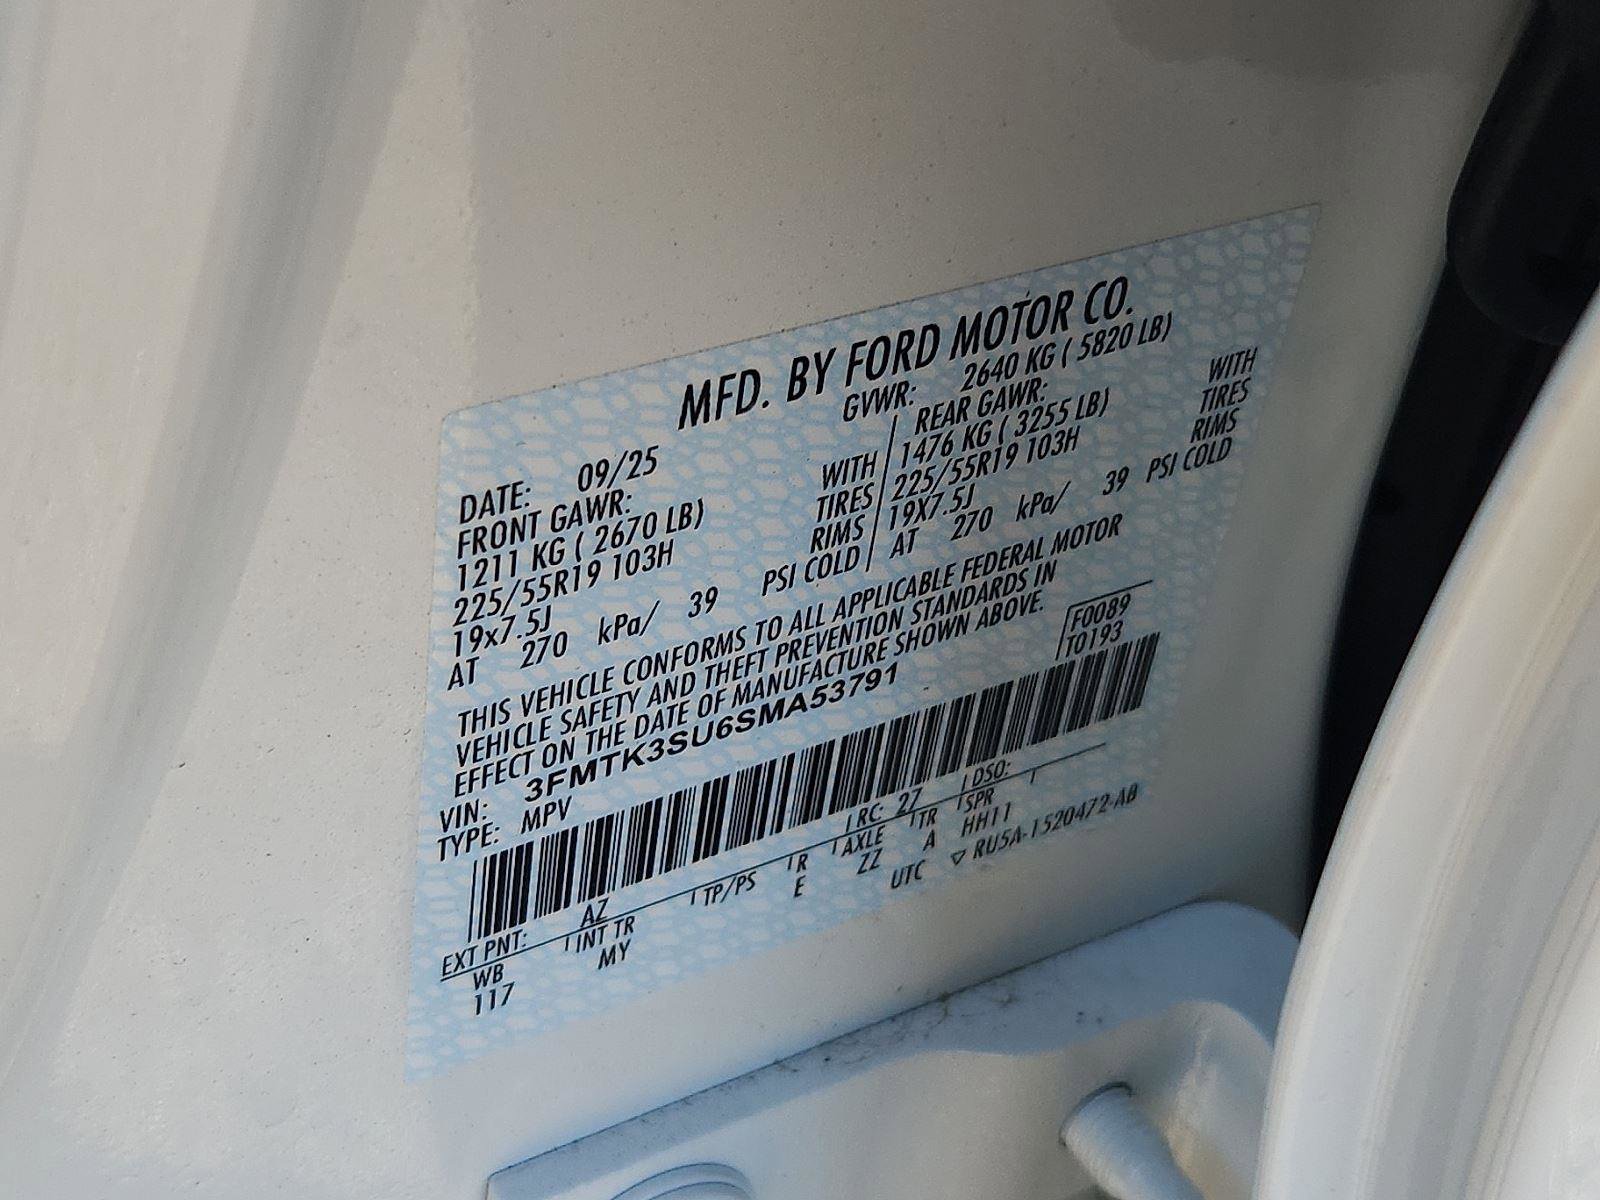 MFD. BY FORD MOTOR CO.
DATE: 09/25 GVWR: 2640 KG ( 5820 LB)
FRONT GAWR: REAR GAWR:
1211 KG ( 2670 LB) WITH 1476 KG ( 3255 LB) WITH
225/55R19 103H TIRES 225/55R19 103H TIRES
19x7.5J RIMS 19X7.5J RIMS
AT 270 kPa/ 39 PSI COLD AT 270 kPa/ 39 PSI COLD
THIS VEHICLE CONFORMS TO ALL APPLICABLE FEDERAL MOTOR
VEHICLE SAFETY AND THEFT PREVENTION STANDARDS IN
EFFECT ON THE DATE OF MANUFACTURE SHOWN ABOVE.
VIN: 3FMTK3SU6SMA53791 F0089
TYPE: MPV T0193
EXT PNT: AZ RC: 27 DSO:
WB INT TR TP/PS R AXLE TR SPR
117 MY E ZZ A HH11
UTC ▽ RU5A-1520472-AB